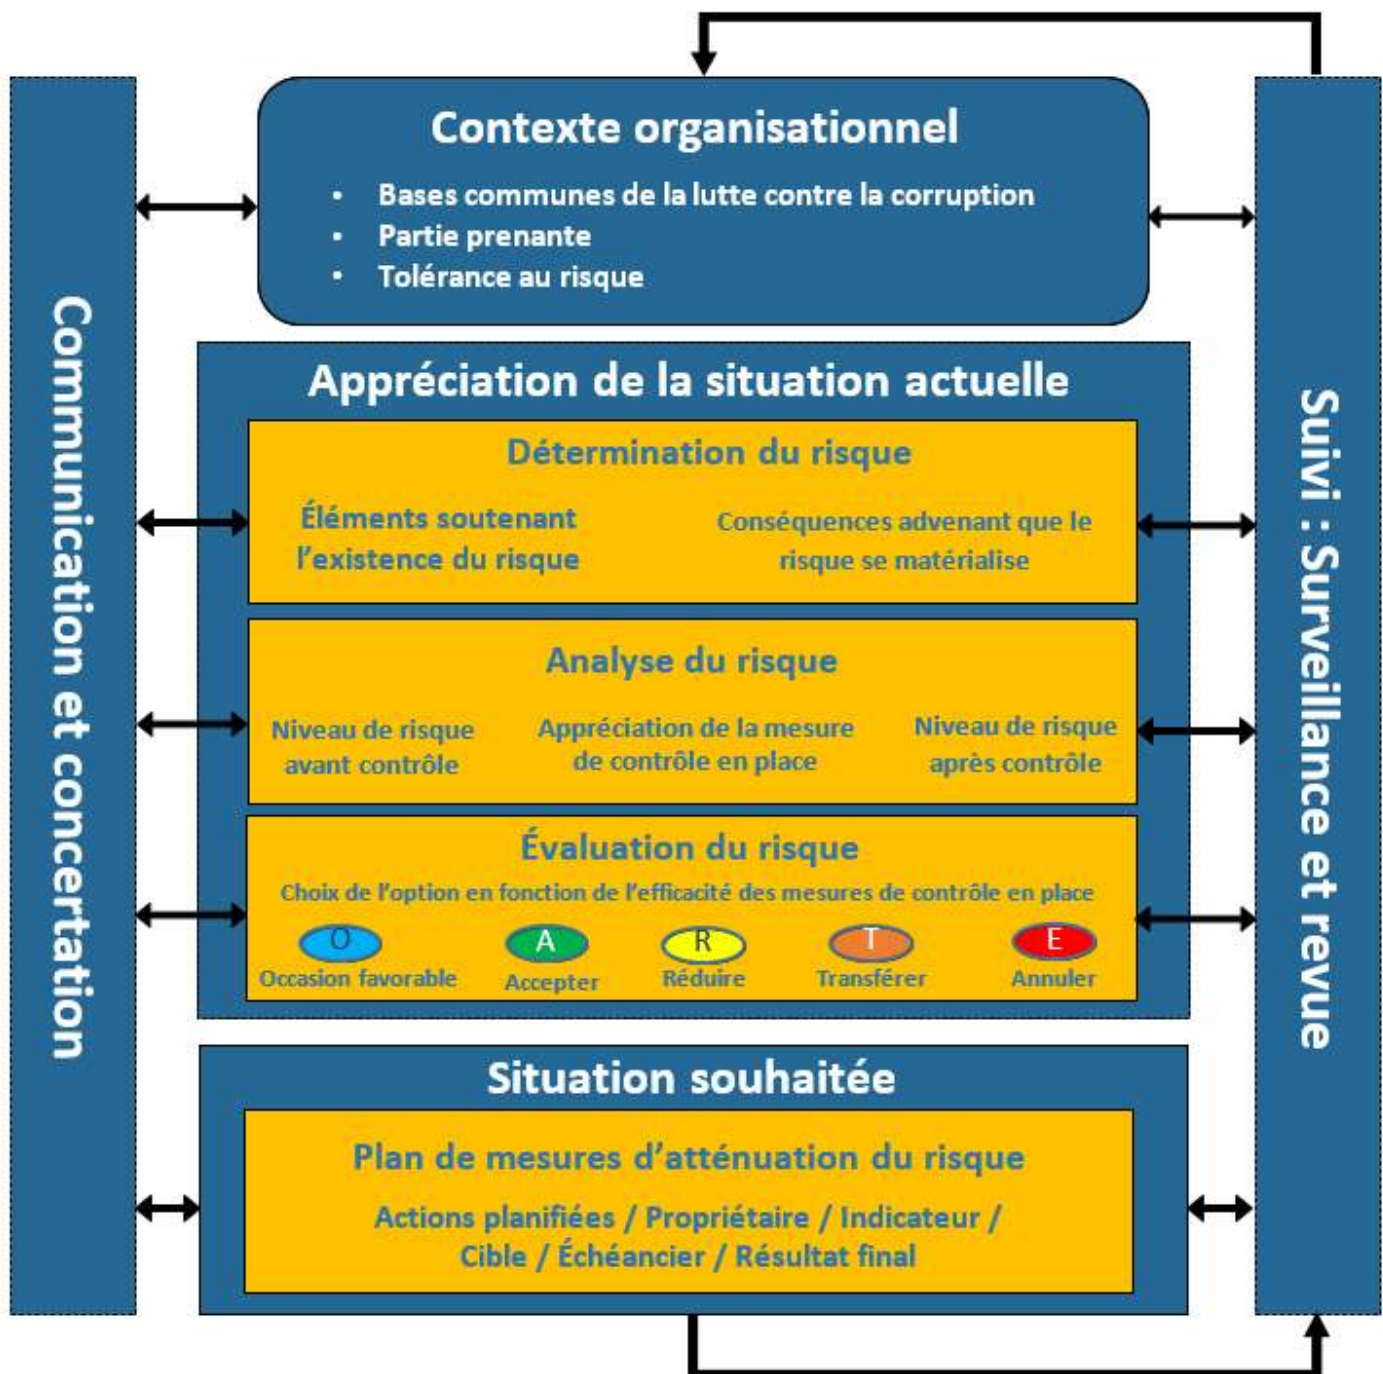 Communication et concertation
Contexte organisationnel
• Bases communes de la lutte contre la corruption
• Partie prenante
• Tolérance au risque
Appréciation de la situation actuelle
Détermination du risque
Éléments soutenant
l'existence du risque
Conséquences advenant que le
risque se matérialise
Analyse du risque
Niveau de risque
avant contrôle
Appréciation de la mesure
de contrôle en place
Niveau de risque
après contrôle
Évaluation du risque
Choix de l'option en fonction de l'efficacité des mesures de contrôle en place
O
Occasion favorable
A
Accepter
R
Réduire
T
Transférer
E
Annuler
Situation souhaitée
Plan de mesures d'atténuation du risque
Actions planifiées / Propriétaire / Indicateur /
Cible / Échéancier / Résultat final
Suivi : Surveillance et revue